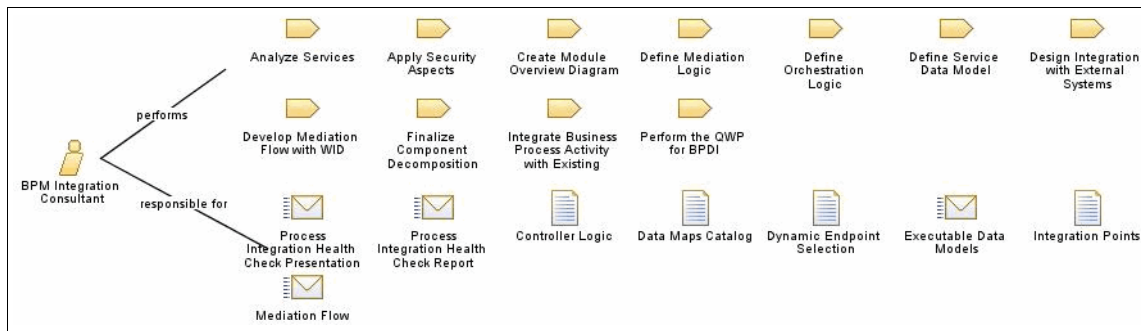 Analyze Services
Apply Security
Aspects
Create Module
Overview Diagram
Define Mediation
Logic
Define
Orchestration
Logic
Define Service
Data Model
Design Integration
with External
Systems
performs
Develop Mediation
Flow with WID
Finalize
Component
Decomposition
Integrate Business
Process Activity
with Existing
Perform the QWP
for BPDI
BPM Integration
Consultant
responsible for
Process
Integration Health
Check Presentation
Process
Integration Health
Check Report
Controller Logic
Data Maps Catalog
Dynamic Endpoint
Selection
Executable Data
Models
Integration Points
Mediation Flow